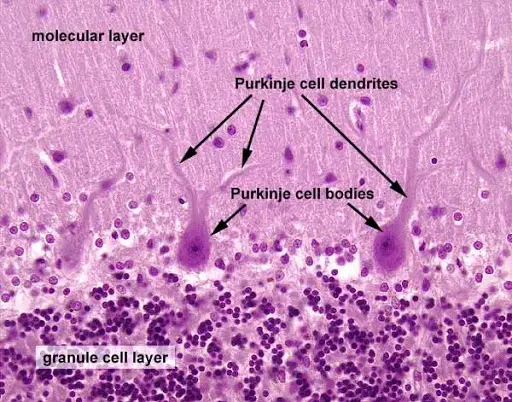 molecular layer
Purkinje cell dendrites
Purkinje cell bodies
granule cell layer